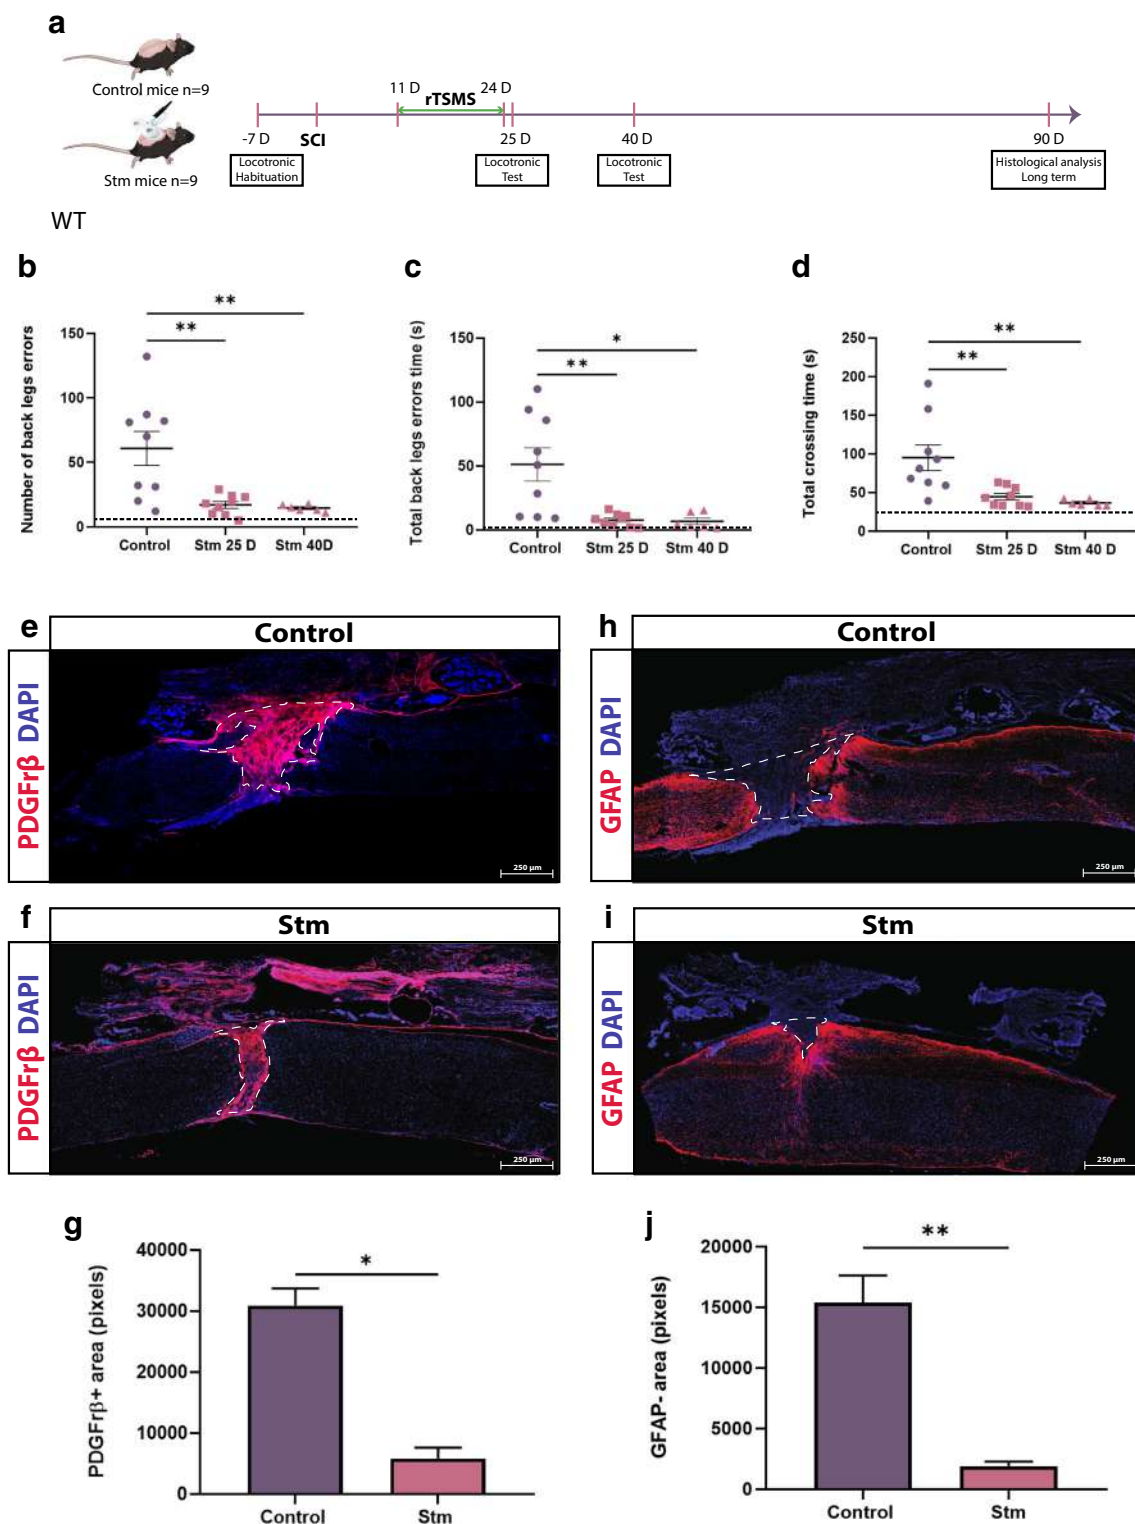 a
Control mice n=9
Stm mice n=9
11 D
rTSMS
24 D
-7 D
SCI
25 D
40 D
90 D
Locotronic
Habituation
Locotronic
Test
Locotronic
Test
Histological analysis
Long term
WT
b
Number of back legs errors
150
100
50
0
**
**
Control
Stm 25 D
Stm 40D
c
Total back legs errors time (s)
150
100
50
0
*
**
Control
Stm 25 D
Stm 40 D
d
Total crossing time (s)
250
200
150
100
50
0
**
**
Control
Stm 25 D
Stm 40 D
e
Control
PDGFrβ DAPI
250 µm
h
Control
GFAP DAPI
250 µm
f
Stm
PDGFrβ DAPI
250 µm
i
Stm
GFAP DAPI
250 µm
g
PDGFrβ+ area (pixels)
40000
30000
20000
10000
0
*
Control
Stm
j
GFAP- area (pixels)
20000
15000
10000
5000
0
**
Control
Stm